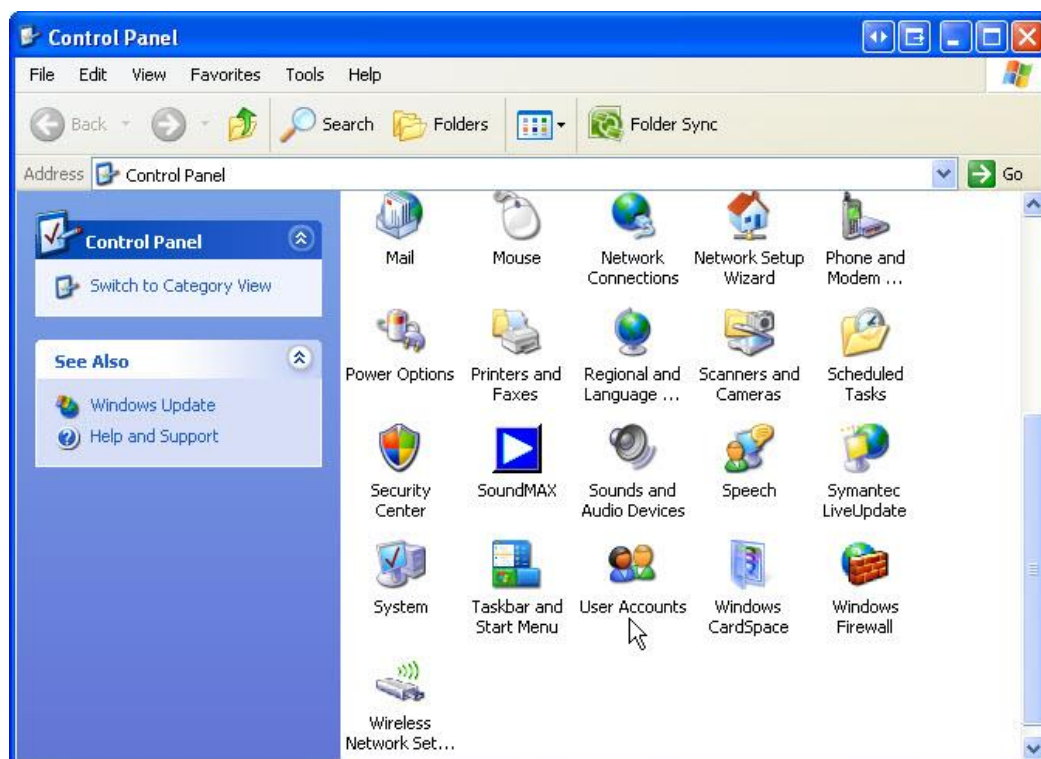 Control Panel
File Edit View Favorites Tools Help
Back Search Folders Folder Sync
Address Control Panel Go
Control Panel
Switch to Category View
See Also
Windows Update
Help and Support
Mail
Mouse
Network
Connections
Network Setup
Wizard
Phone and
Modem ...
Power Options
Printers and
Faxes
Regional and
Language ...
Scanners and
Cameras
Scheduled
Tasks
Security
Center
SoundMAX
Sounds and
Audio Devices
Speech
Symantec
LiveUpdate
System
Taskbar and
Start Menu
User Accounts
Windows
CardSpace
Windows
Firewall
Wireless
Network Set...